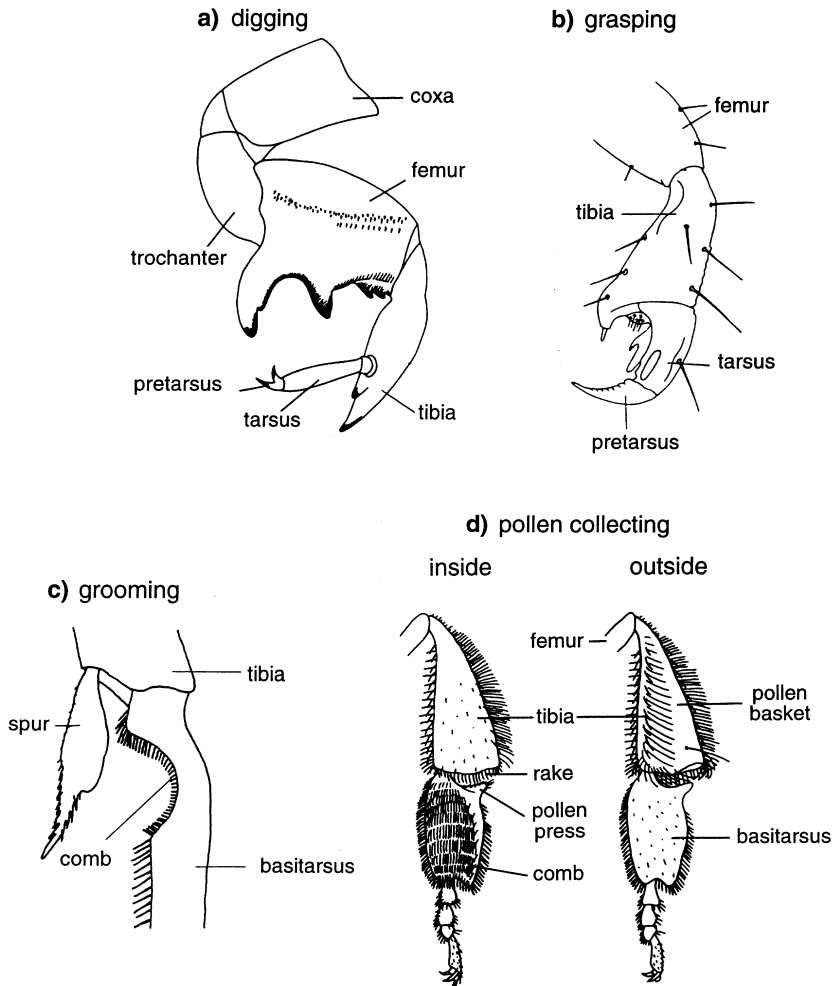 a) digging
coxa
femur
trochanter
pretarsus
tarsus
tibia
b) grasping
femur
tibia
tarsus
pretarsus
c) grooming
tibia
spur
comb
basitarsus
d) pollen collecting
inside
outside
femur
tibia
pollen
basket
rake
pollen
press
basitarsus
comb